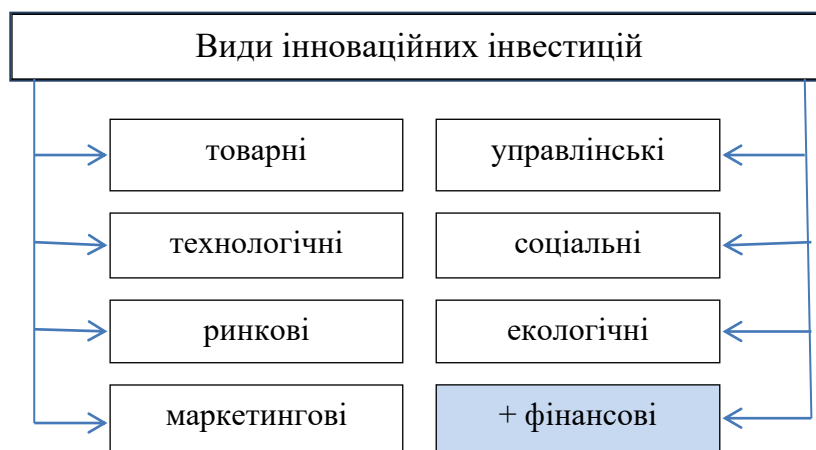 Види інноваційних інвестицій
товарні
управлінські
технологічні
соціальні
ринкові
екологічні
маркетингові
+ фінансові